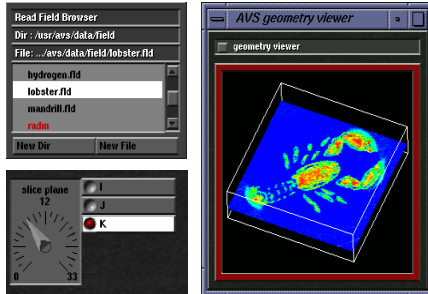 Read Field Browser
Dir : /usr/avs/data/field
File: .../avs/data/field/lobster.fld
hydrogen.fld
lobster.fld
mandrill.fld
radm
New Dir
New File
slice plane
12
0
33
I
J
K
AVS geometry viewer
geometry viewer